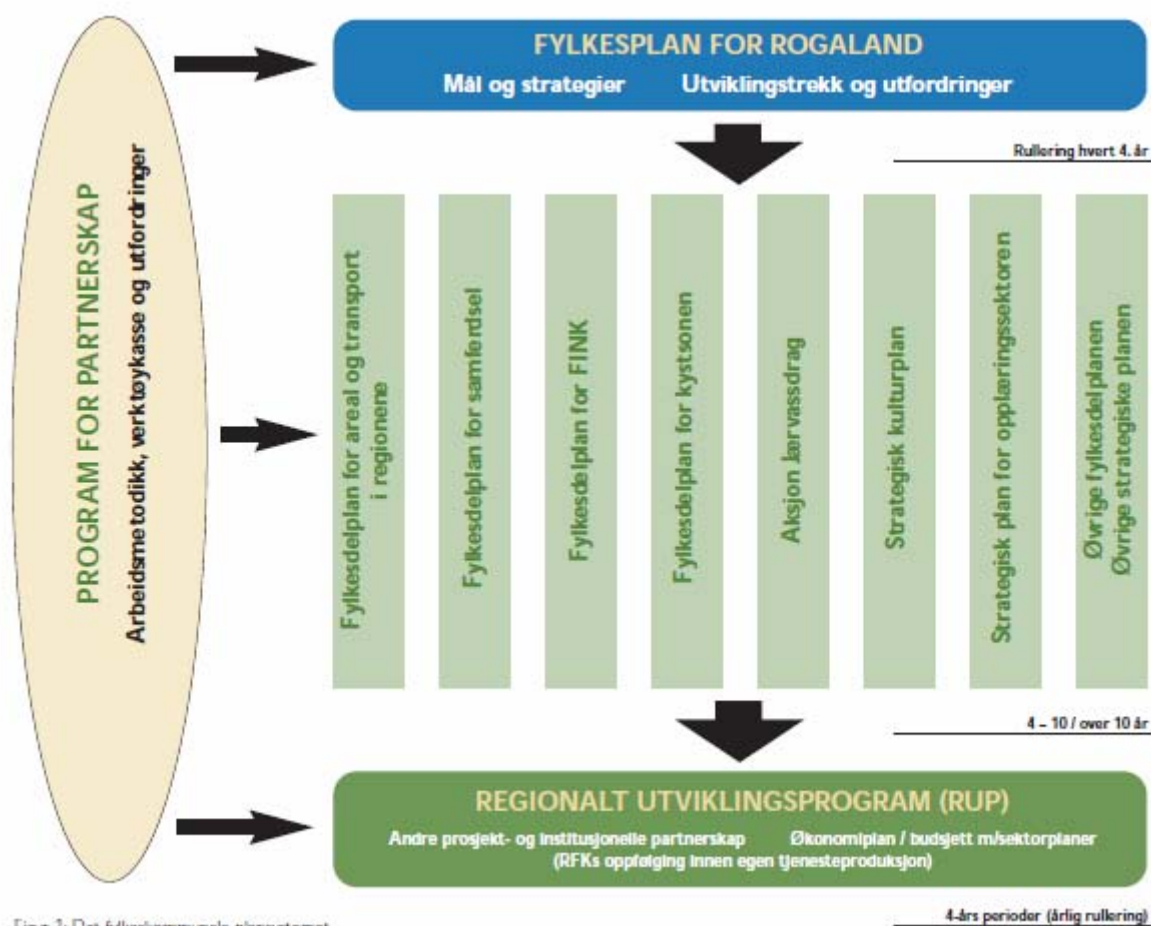 PROGRAM FOR PARTNERSKAP
Arbeidsmetodikk, verktøykasse og utfordringer
FYLKESPLAN FOR ROGALAND
Mål og strategier Utviklingstrekk og utfordringer
Rullering hvert 4. år
Fylkesdelplan for areal og transport
i regionene
Fylkesdelplan for samferdsel
Fylkesdelplan for FINK
Fylkesdelplan for kystsonen
Aksjon Jærvassdrag
Strategisk kulturplan
Strategisk plan for opplæringssektoren
Øvrige fylkesdelplanen
Øvrige strategiske planen
4 – 10 / over 10 år
REGIONALT UTVIKLINGSPROGRAM (RUP)
Andre prosjekt- og institusjonelle partnerskap Økonomiplan / budsjett m/sektorplaner
(RFKs oppfølging innen egen tjenesteproduksjon)
4-års perioder (årlig rullering)